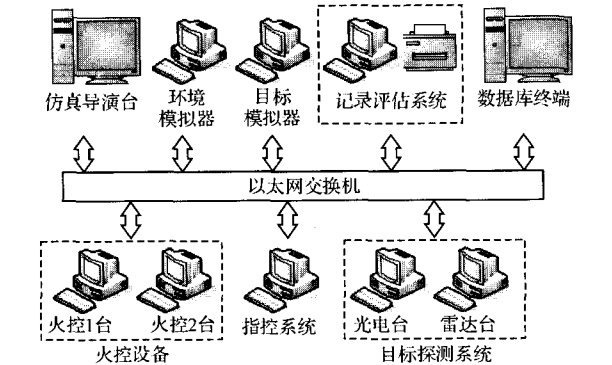 仿真导演台
环境
模拟器
目标
模拟器
记录评估系统
数据库终端
以太网交换机
火控1台
火控2台
火控设备
指控系统
光电台
雷达台
目标探测系统